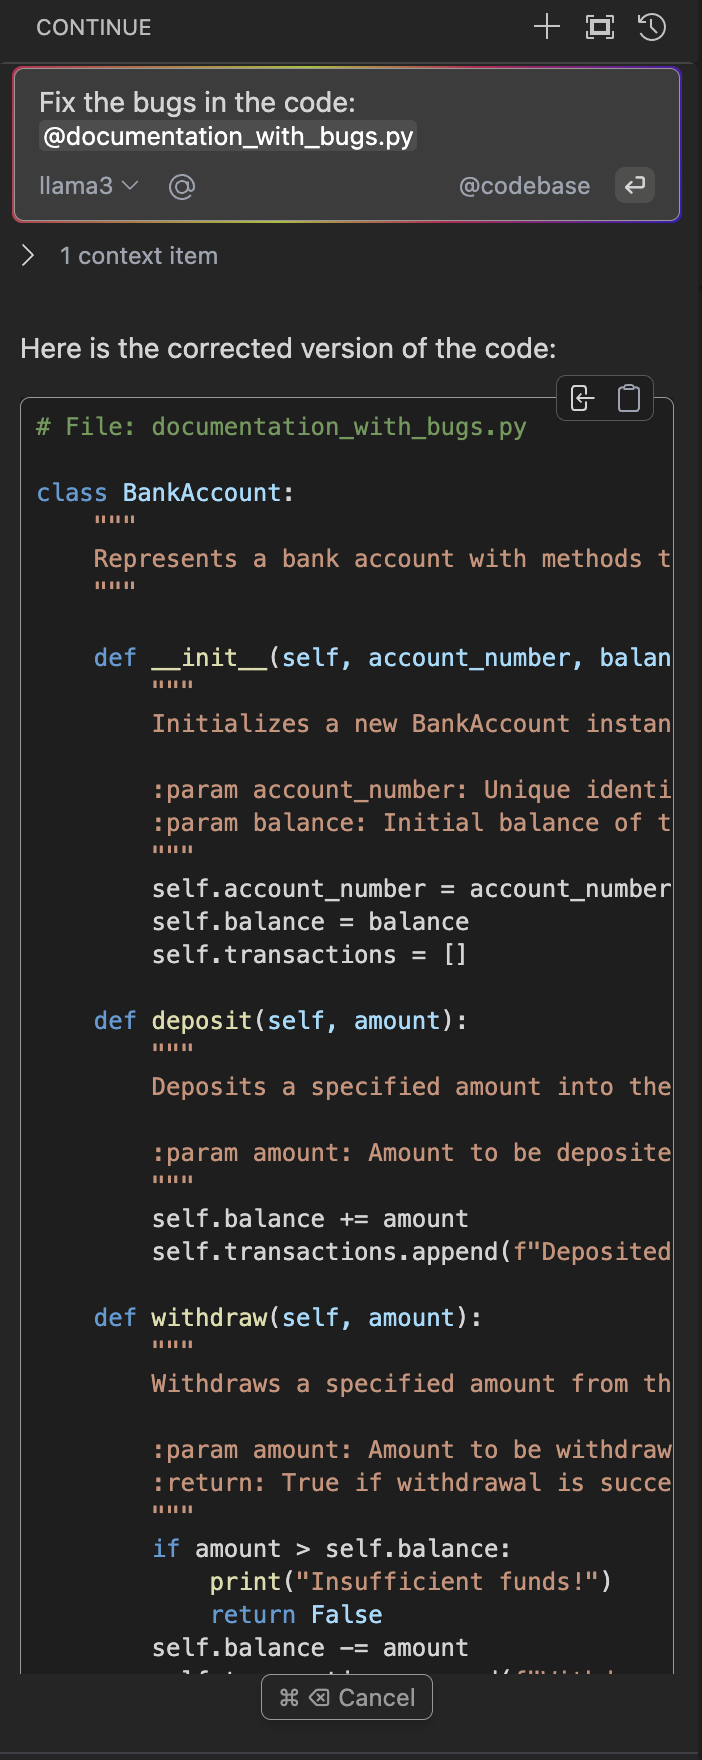 CONTINUE
Fix the bugs in the code:
@documentation_with_bugs.py
llama3 @ @codebase
1 context item
Here is the corrected version of the code:
# File: documentation_with_bugs.py
class BankAccount:
"""
Represents a bank account with methods t
"""
def __init__(self, account_number, balan
"""
Initializes a new BankAccount instan
:param account_number: Unique identi
:param balance: Initial balance of t
"""
self.account_number = account_number
self.balance = balance
self.transactions = []
def deposit(self, amount):
"""
Deposits a specified amount into the
:param amount: Amount to be deposite
"""
self.balance += amount
self.transactions.append(f"Deposited
def withdraw(self, amount):
"""
Withdraws a specified amount from th
:param amount: Amount to be withdraw
:return: True if withdrawal is succe
"""
if amount > self.balance:
print("Insufficient funds!")
return False
self.balance -= amount
⌘ ⌫ Cancel